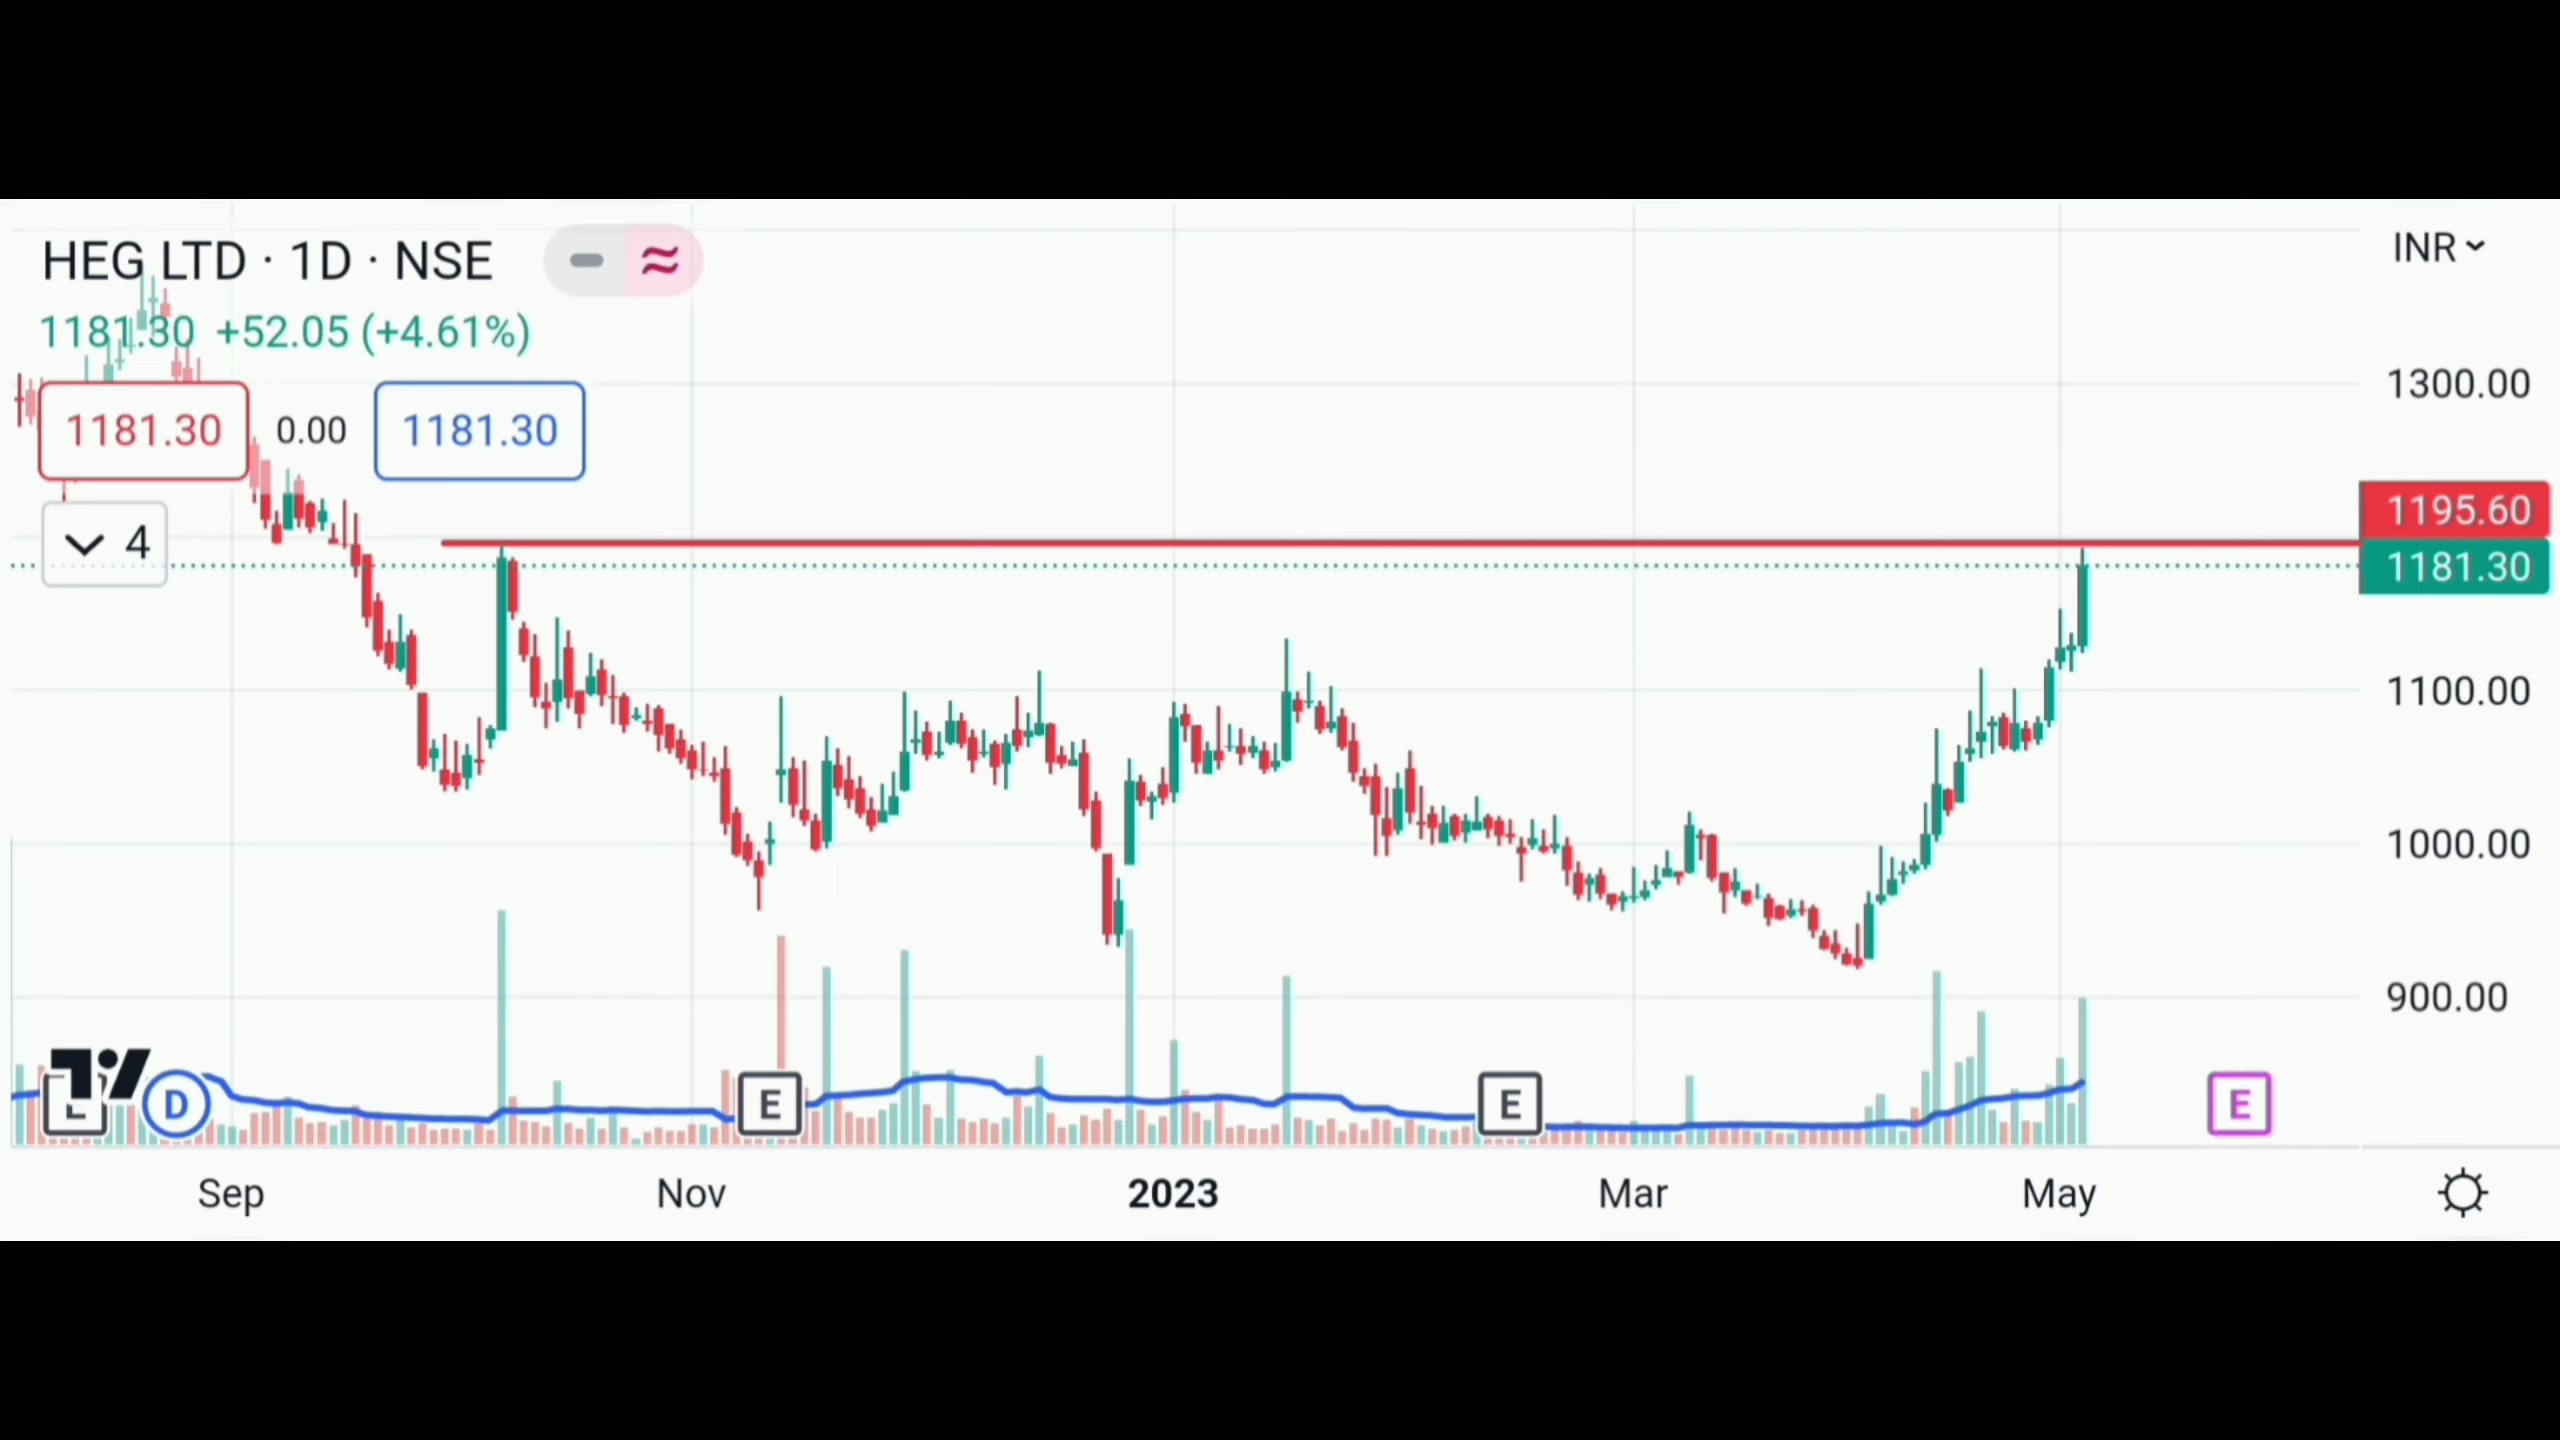 HEG LTD · 1D · NSE
INR
1181.30 +52.05 (+4.61%)
1181.30 0.00 1181.30
4
1300.00
1195.60
1181.30
1100.00
1000.00
900.00
D
E
E
E
Sep Nov 2023 Mar May